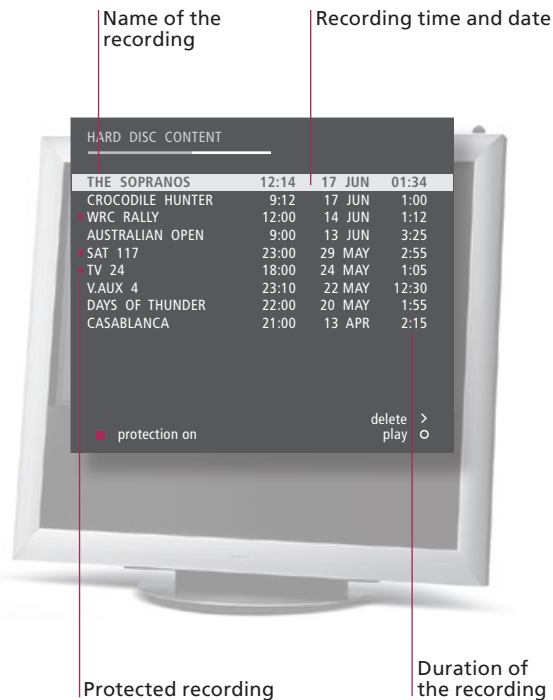 Name of the
recording
Recording time and date
HARD DISC CONTENT
THE SOPRANOS 12:14 17 JUN 01:34
CROCODILE HUNTER 9:12 17 JUN 1:00
WRC RALLY 12:00 14 JUN 1:12
AUSTRALIAN OPEN 9:00 13 JUN 3:25
SAT 117 23:00 29 MAY 2:55
TV 24 18:00 24 MAY 1:05
V.AUX 4 23:10 22 MAY 12:30
DAYS OF THUNDER 22:00 20 MAY 1:55
CASABLANCA 21:00 13 APR 2:15
delete >
protection on play
Protected recording
Duration of
the recording